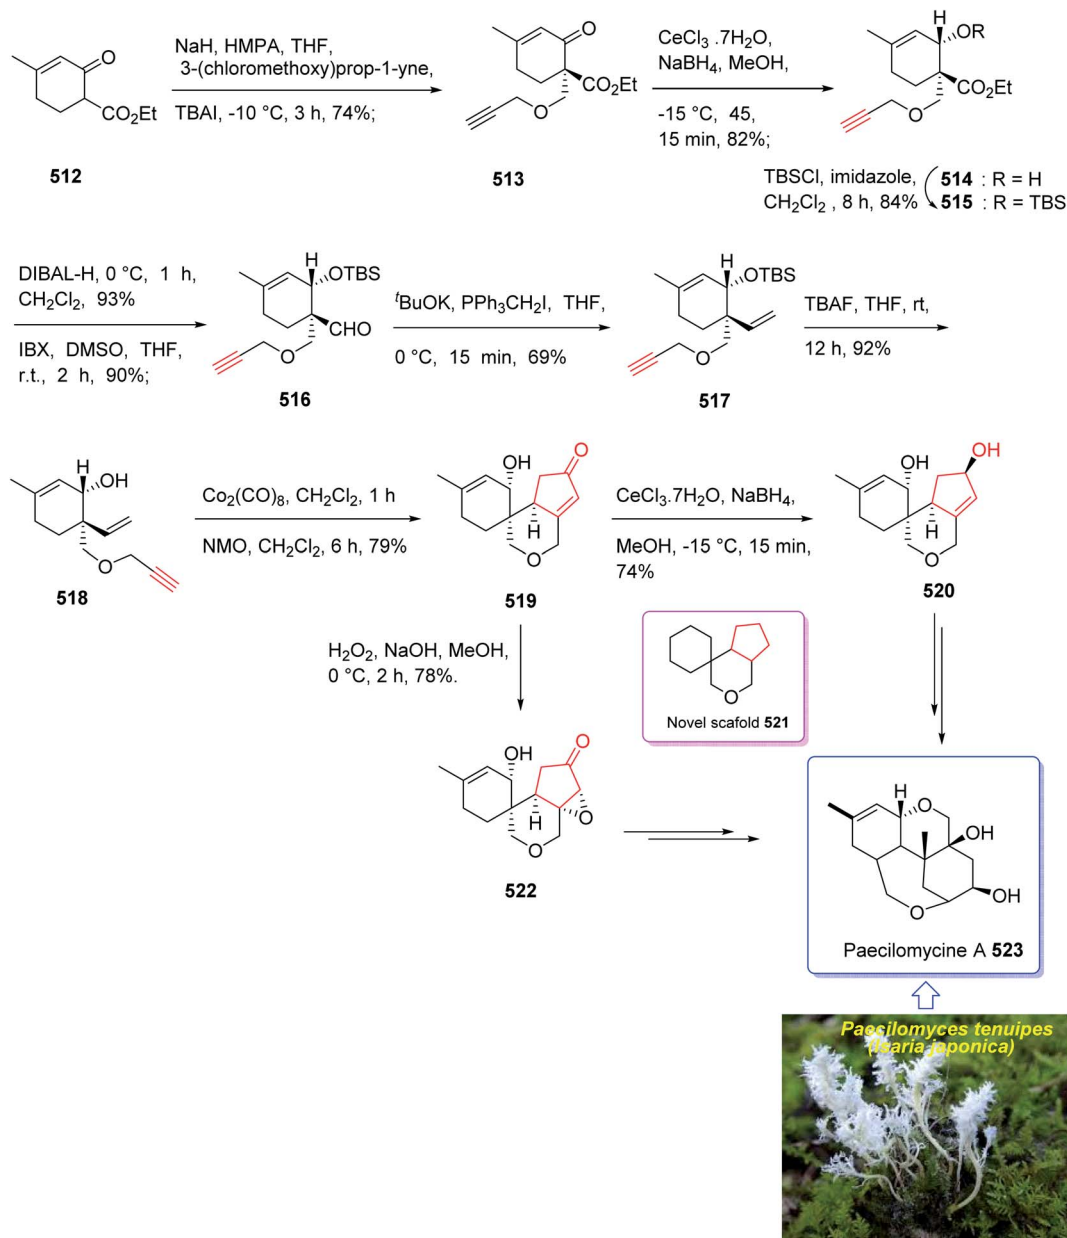 NaH, HMPA, THF,
3-(chloromethoxy)prop-1-yne,
TBAI, -10 °C, 3 h, 74%;
CeCl3 .7H2O,
NaBH4, MeOH,
-15 °C, 45,
15 min, 82%;
O
CO2Et
512
O
CO2Et
O
513
H
OR
CO2Et
O
TBSCl, imidazole,
CH2Cl2 , 8 h, 84%
514 : R = H
515 : R = TBS
DIBAL-H, 0 °C, 1 h,
CH2Cl2, 93%
IBX, DMSO, THF,
r.t., 2 h, 90%;
H
OTBS
CHO
O
516
tBuOK, PPh3CH2I, THF,
0 °C, 15 min, 69%
H
OTBS
O
517
TBAF, THF, rt,
12 h, 92%
H
OH
O
518
Co2(CO)8, CH2Cl2, 1 h
NMO, CH2Cl2, 6 h, 79%
OH
O
H
O
519
CeCl3.7H2O, NaBH4,
MeOH, -15 °C, 15 min,
74%
OH
OH
H
O
520
H2O2, NaOH, MeOH,
0 °C, 2 h, 78%.
O
Novel scafold 521
OH
O
H
O
O
522
H
O
OH
OH
O
Paecilomycine A 523
Paecilomyces tenuipes
(Isaria japonica)